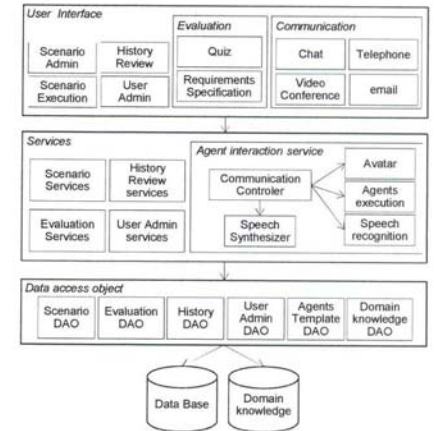 User Interface
Evaluation
Communication
Scenario
Admin
History
Review
Quiz
Chat
Telephone
Scenario
Execution
User
Admin
Requirements
Specification
Video
Conference
email
Services
Agent interaction service
Scenario
Services
History
Review
services
Communication
Controler
Avatar
Agents
execution
Evaluation
Services
User Admin
services
Speech
Synthesizer
Speech
recognition
Data access object
Scenario
DAO
Evaluation
DAO
History
DAO
User
Admin
DAO
Agents
Template
DAO
Domain
knowledge
DAO
Data Base
Domain
knowledge